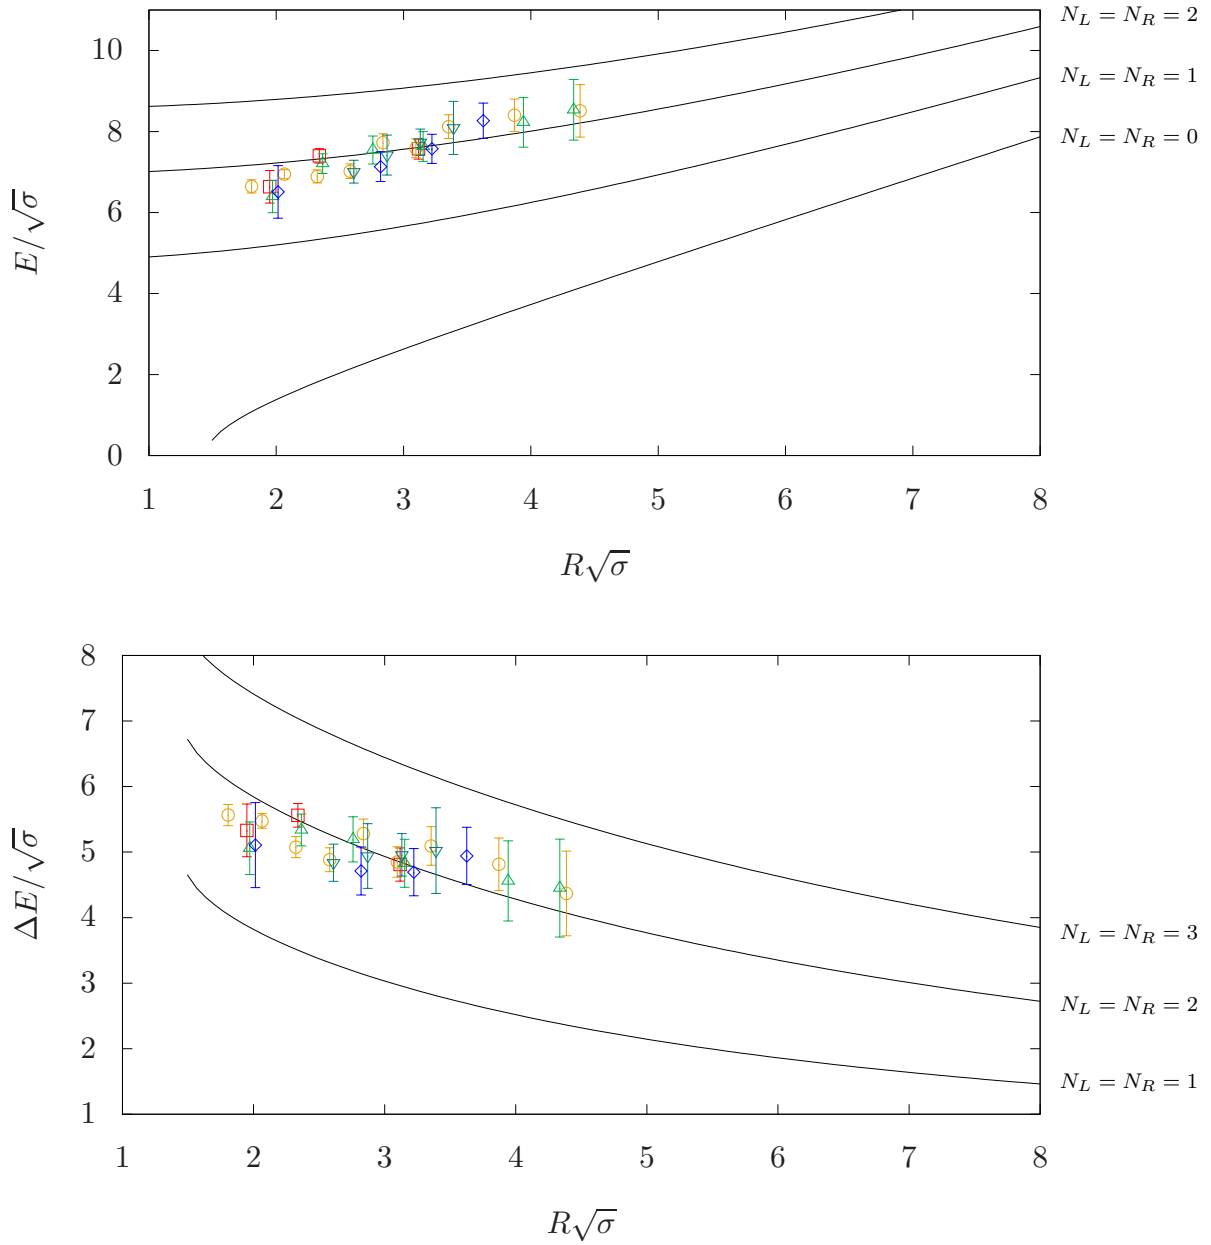 N_L = N_R = 2
10
N_L = N_R = 1
8
N_L = N_R = 0
6
E/√σ
4
2
0
1 2 3 4 5 6 7 8
R√σ
8
7
6
5
ΔE/√σ
4
N_L = N_R = 3
3
N_L = N_R = 2
2
N_L = N_R = 1
1
1 2 3 4 5 6 7 8
R√σ